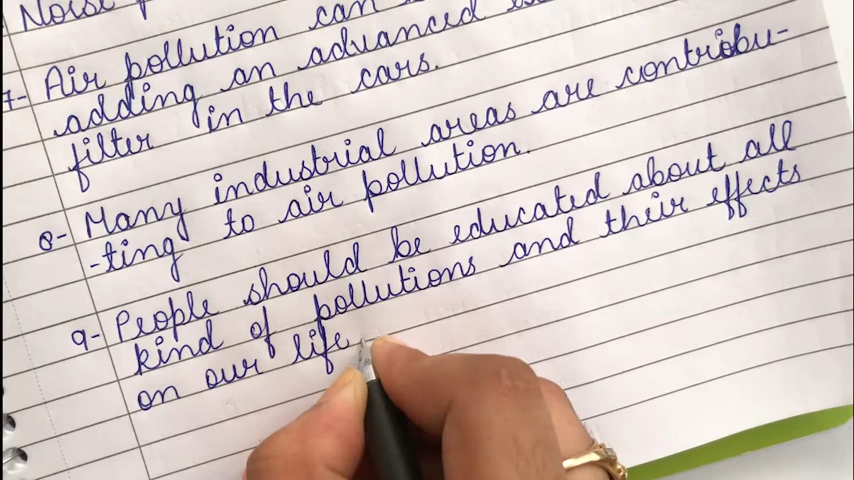 Noise
7- Air pollution can
adding an advanced
filter in the cars.
8- Many industrial areas are contribu-
-ting to air pollution.
9- People should be educated about all
kind of pollutions and their effects
on our life